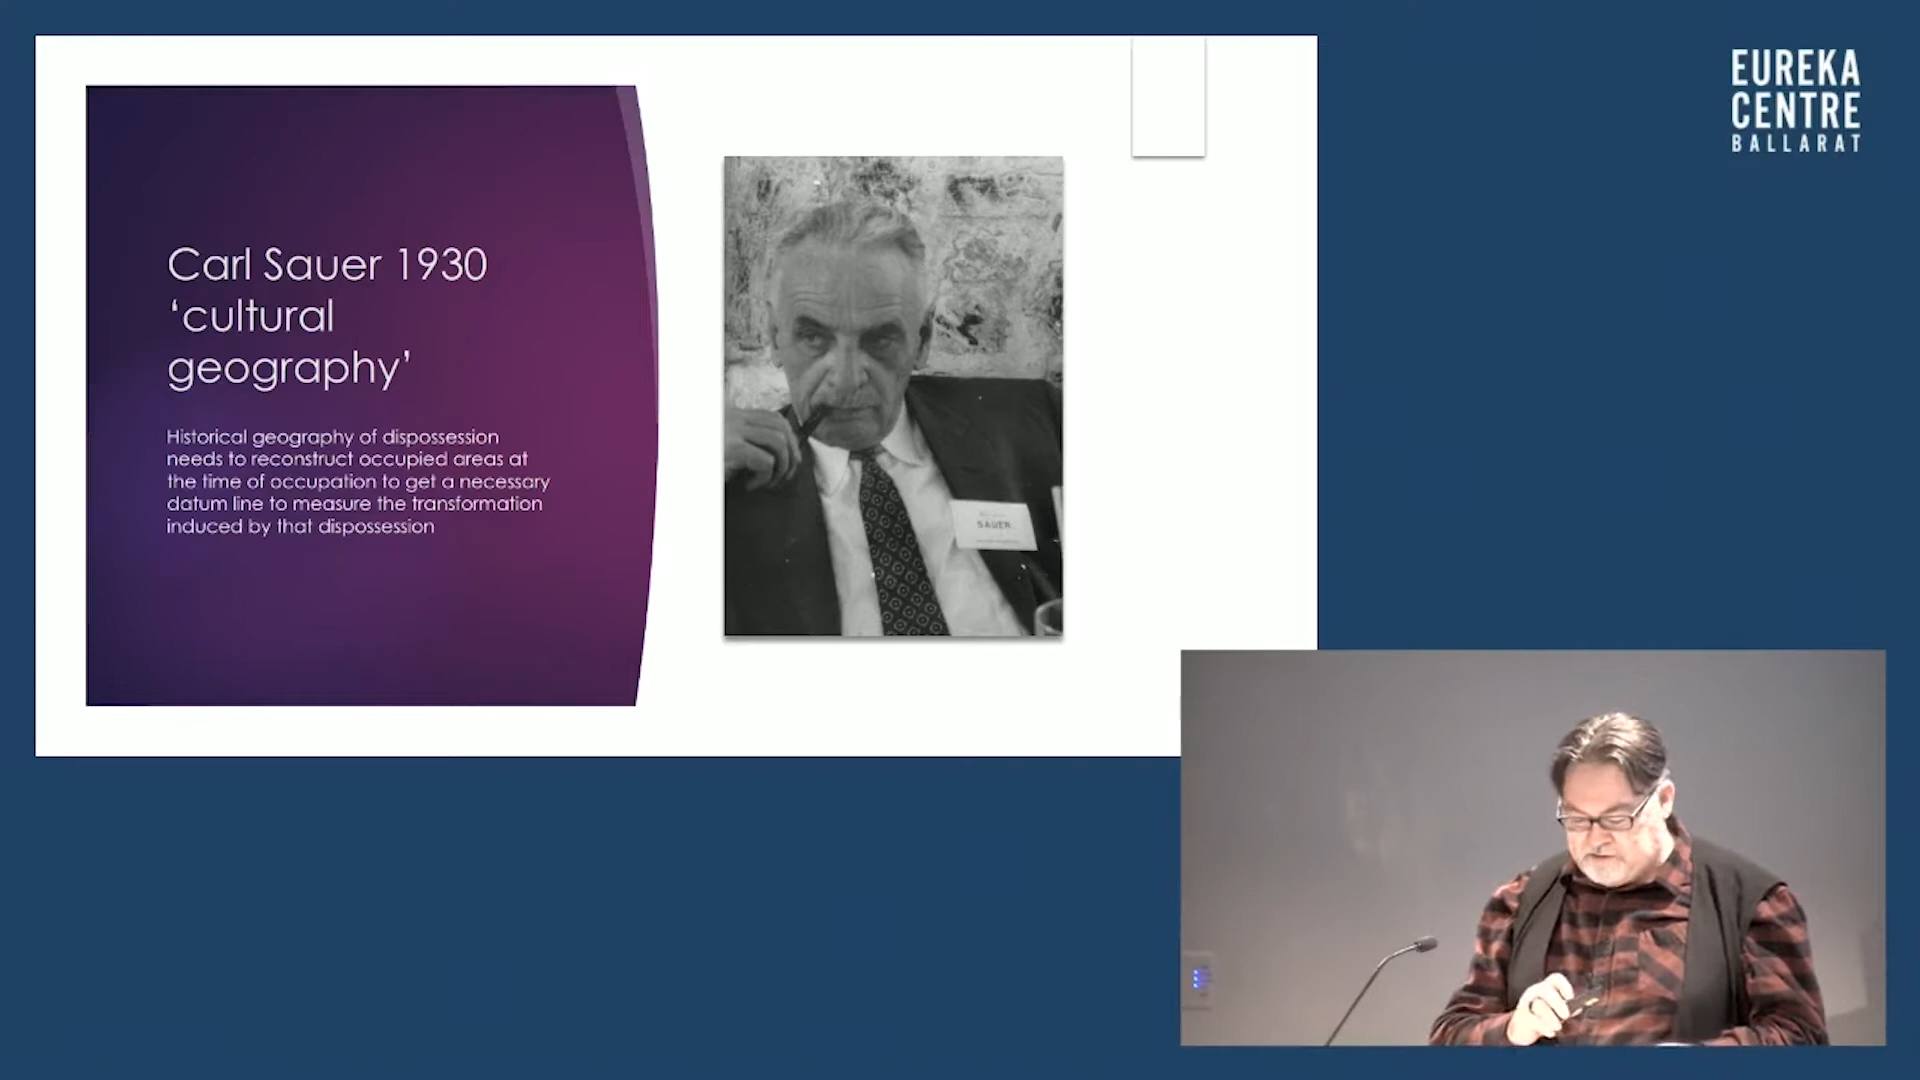 Carl Sauer 1930
‘cultural
geography’
Historical geography of dispossession
needs to reconstruct occupied areas at
the time of occupation to get a necessary
datum line to measure the transformation
induced by that dispossession
SAUER
EUREKA
CENTRE
BALLARAT